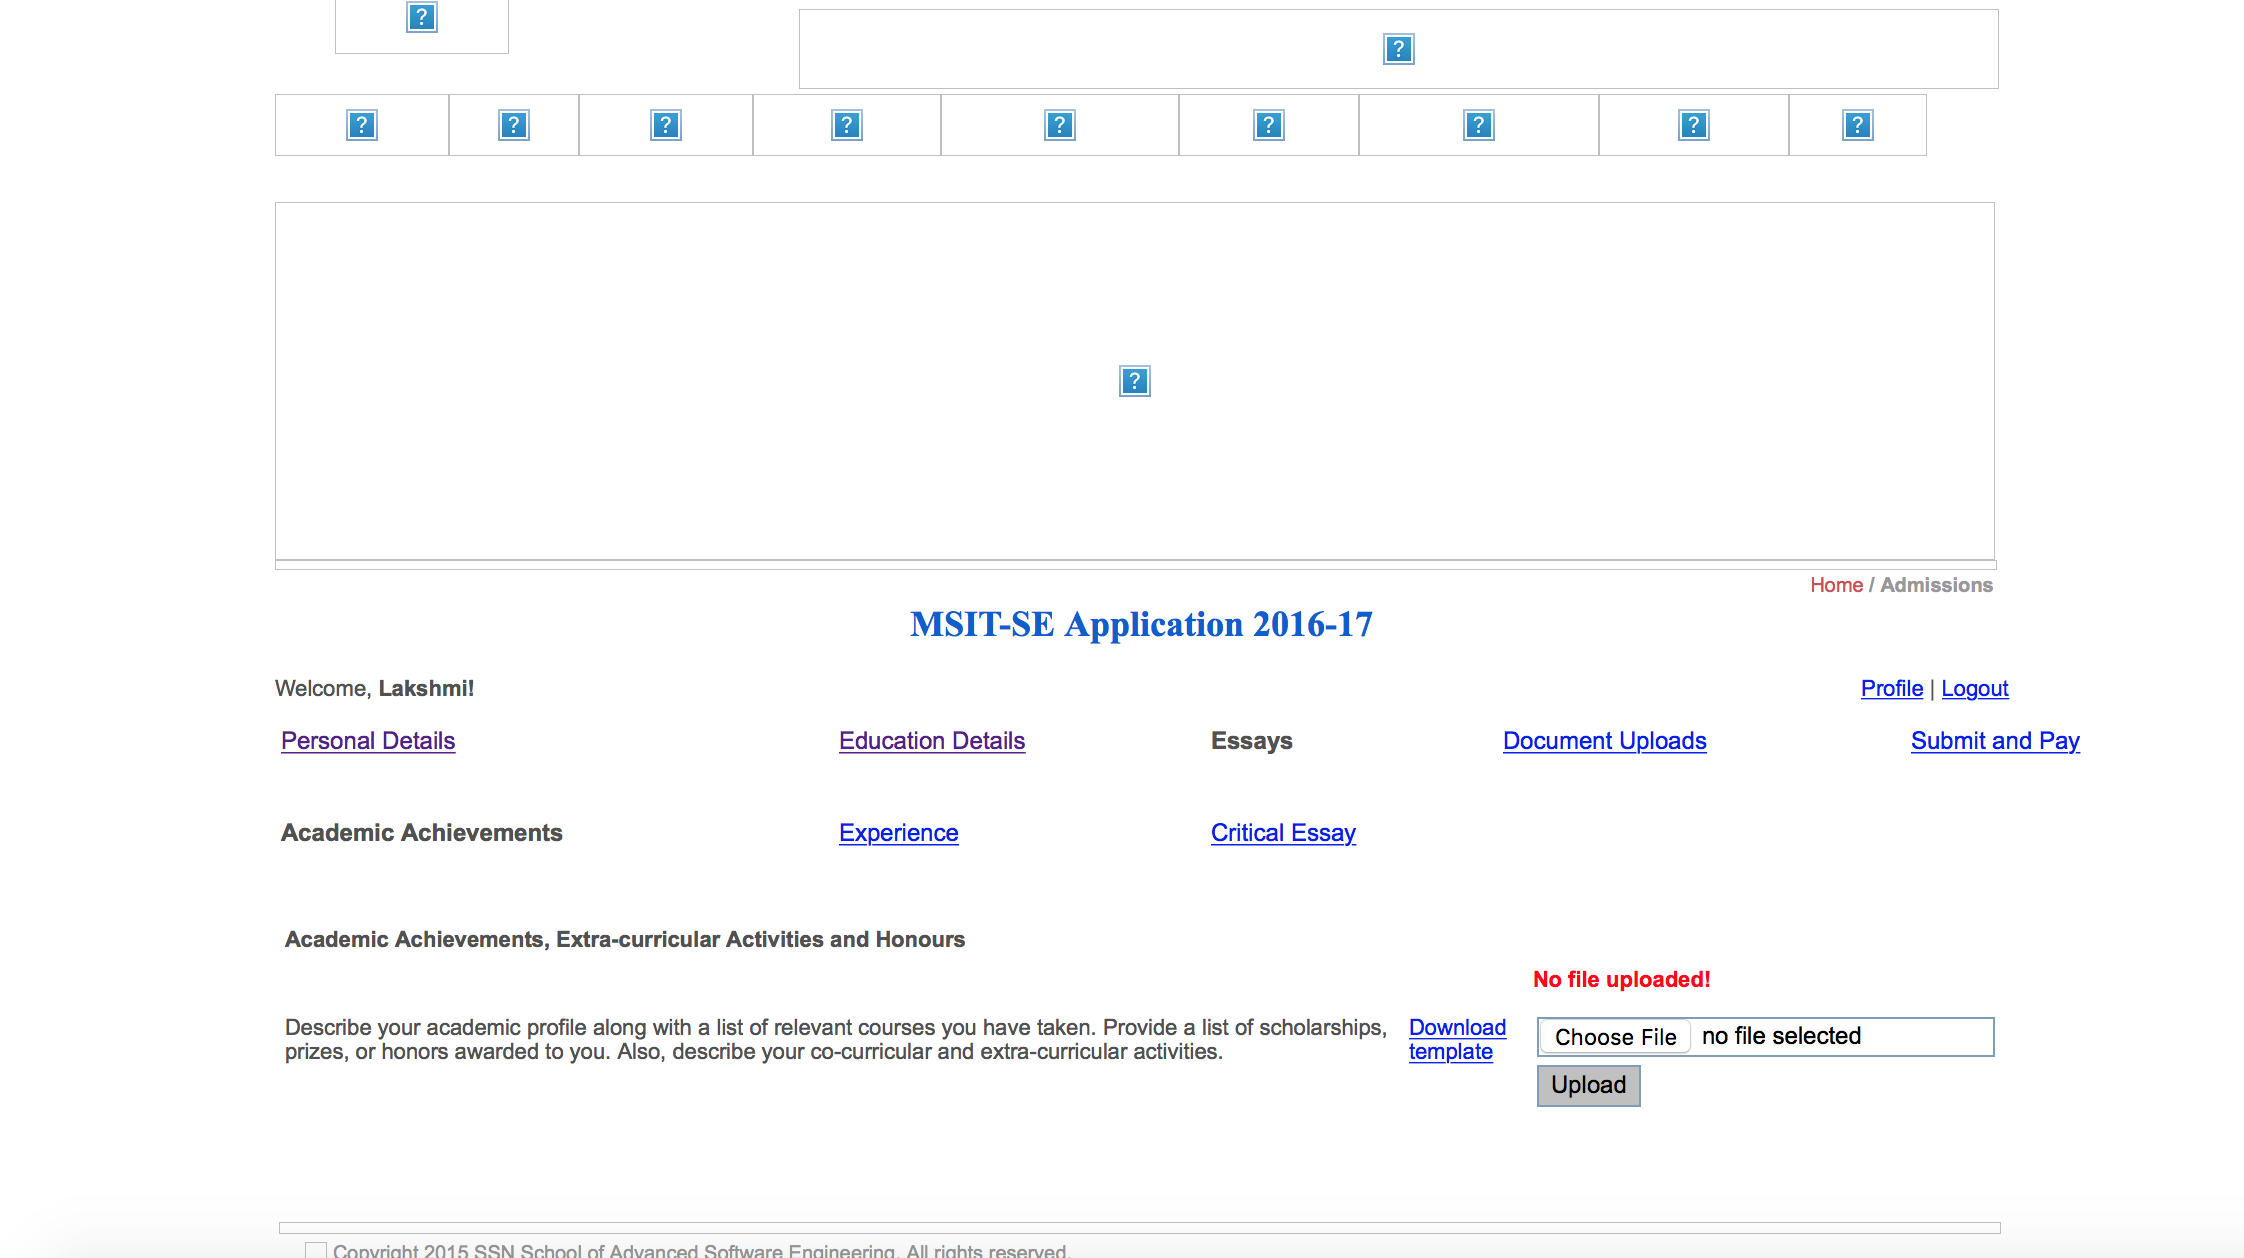 Home / Admissions
MSIT-SE Application 2016-17
Welcome, Lakshmi!
Profile | Logout
Personal Details
Education Details
Essays
Document Uploads
Submit and Pay
Academic Achievements
Experience
Critical Essay
Academic Achievements, Extra-curricular Activities and Honours
No file uploaded!
Describe your academic profile along with a list of relevant courses you have taken. Provide a list of scholarships,
prizes, or honors awarded to you. Also, describe your co-curricular and extra-curricular activities.
Download
template
Choose File no file selected
Upload
Copyright 2015 SSN School of Advanced Software Engineering. All rights reserved.